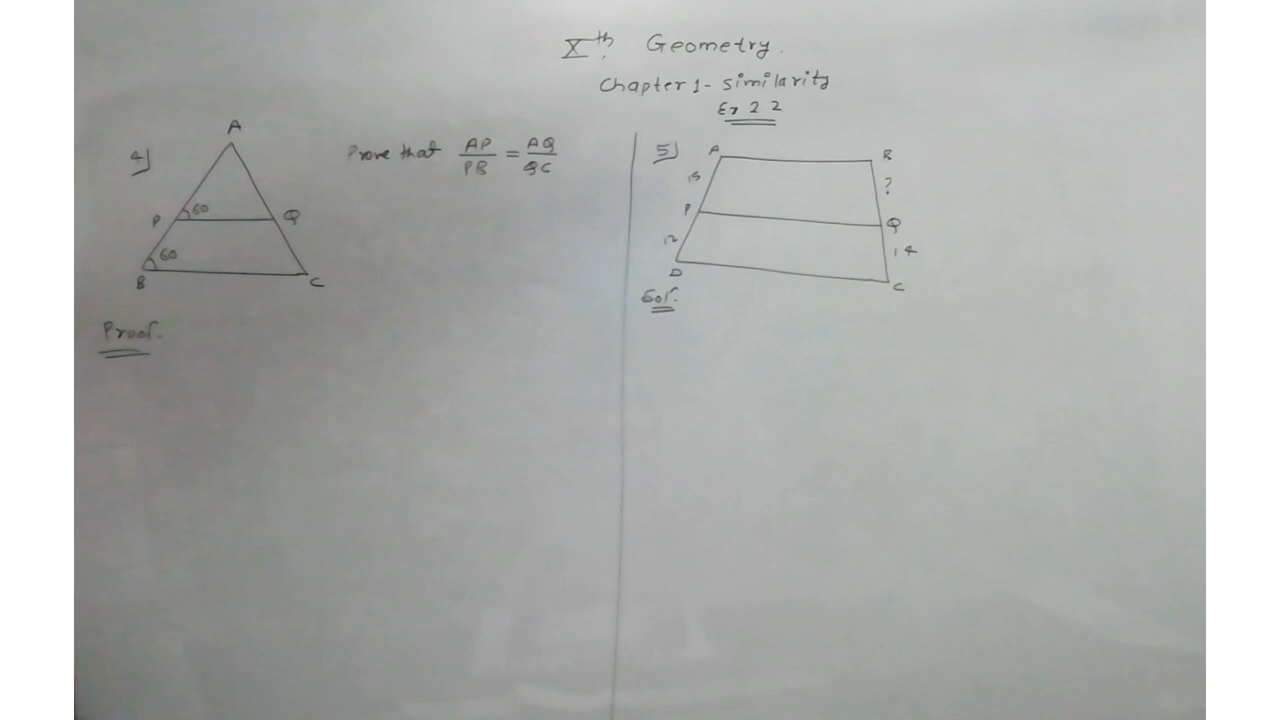 Xth Geometry.
Chapter 1- Similarity
Ex 2 2
4) Prove that AP/PB = AQ/QC
A
P 60 Q
B 60 C
Proof.
5)
A B
15 ?
P Q
12 14
D C
Sol.